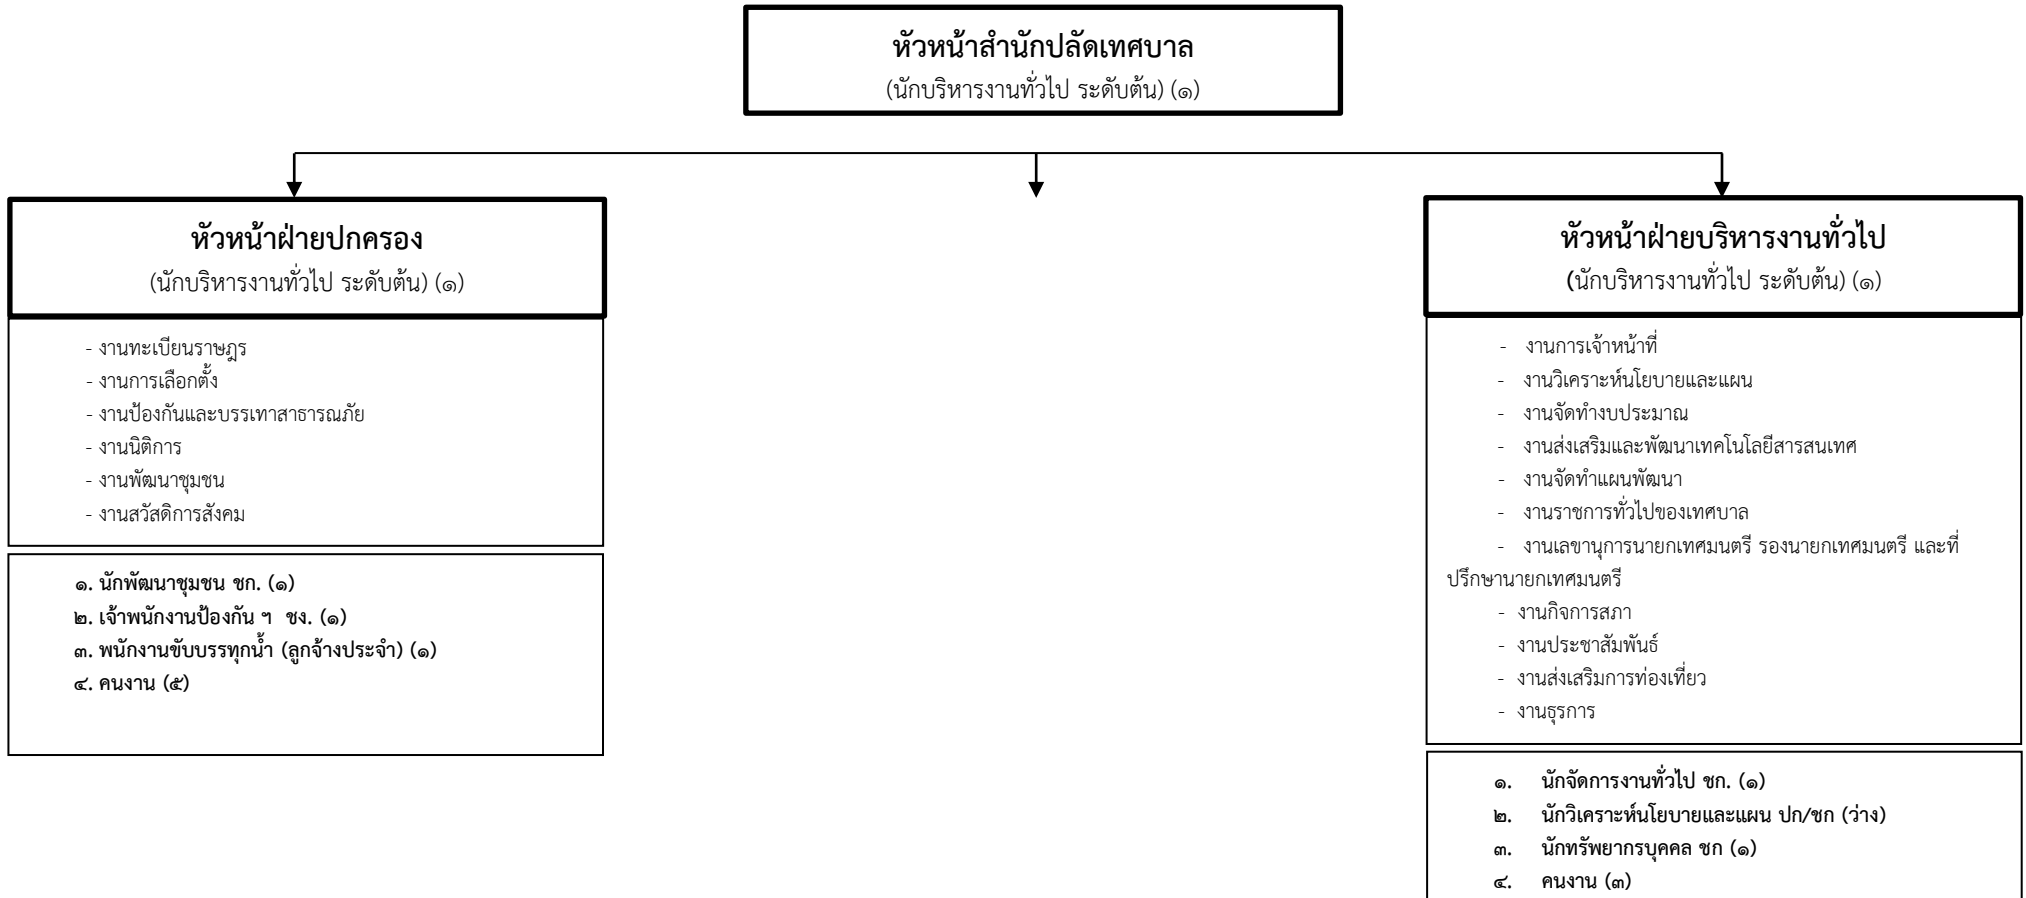 หัวหน้าสำนักปลัดเทศบาล
(นักบริหารงานทั่วไป ระดับต้น) (๑)
หัวหน้าฝ่ายปกครอง
(นักบริหารงานทั่วไป ระดับต้น) (๑)
- งานทะเบียนราษฎร
- งานการเลือกตั้ง
- งานป้องกันและบรรเทาสาธารณภัย
- งานนิติการ
- งานพัฒนาชุมชน
- งานสวัสดิการสังคม
๑. นักพัฒนาชุมชน ชก. (๑)
๒. เจ้าพนักงานป้องกัน ฯ ชง. (๑)
๓. พนักงานขับบรรทุกน้ำ (ลูกจ้างประจำ) (๑)
๔. คนงาน (๕)
หัวหน้าฝ่ายบริหารงานทั่วไป
(นักบริหารงานทั่วไป ระดับต้น) (๑)
- งานการเจ้าหน้าที่
- งานวิเคราะห์นโยบายและแผน
- งานจัดทำงบประมาณ
- งานส่งเสริมและพัฒนาเทคโนโลยีสารสนเทศ
- งานจัดทำแผนพัฒนา
- งานราชการทั่วไปของเทศบาล
- งานเลขานุการนายกเทศมนตรี รองนายกเทศมนตรี และที่
ปรึกษานายกเทศมนตรี
- งานกิจการสภา
- งานประชาสัมพันธ์
- งานส่งเสริมการท่องเที่ยว
- งานธุรการ
๑. นักจัดการงานทั่วไป ชก. (๑)
๒. นักวิเคราะห์นโยบายและแผน ปก/ชก (ว่าง)
๓. นักทรัพยากรบุคคล ชก (๑)
๔. คนงาน (๓)